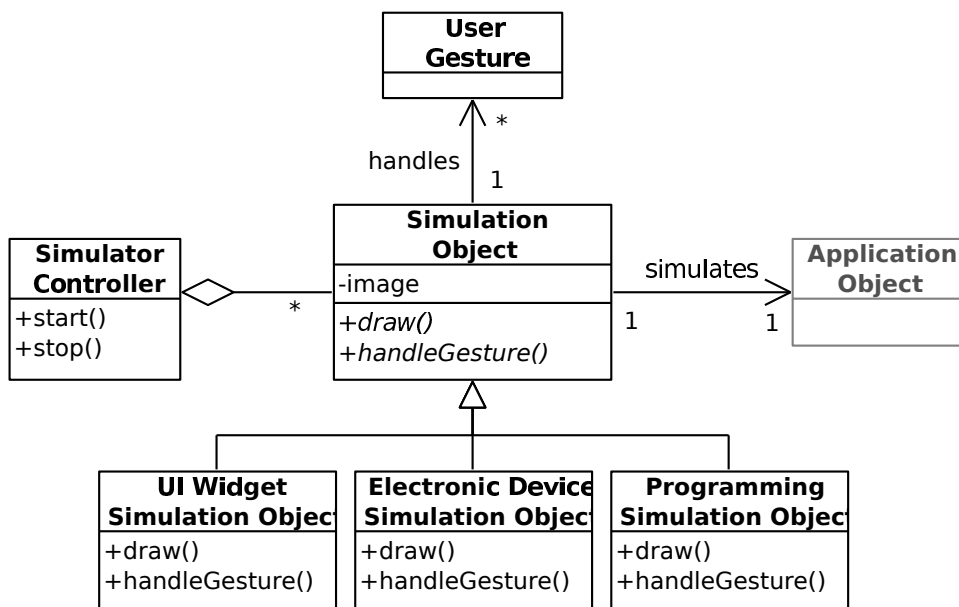 User
Gesture
*
handles
1
Simulation
Object
-image
+draw()
+handleGesture()
Simulator
Controller
+start()
+stop()
*
simulates
1
1
Application
Object
UI Widget
Simulation Object
+draw()
+handleGesture()
Electronic Device
Simulation Object
+draw()
+handleGesture()
Programming
Simulation Object
+draw()
+handleGesture()